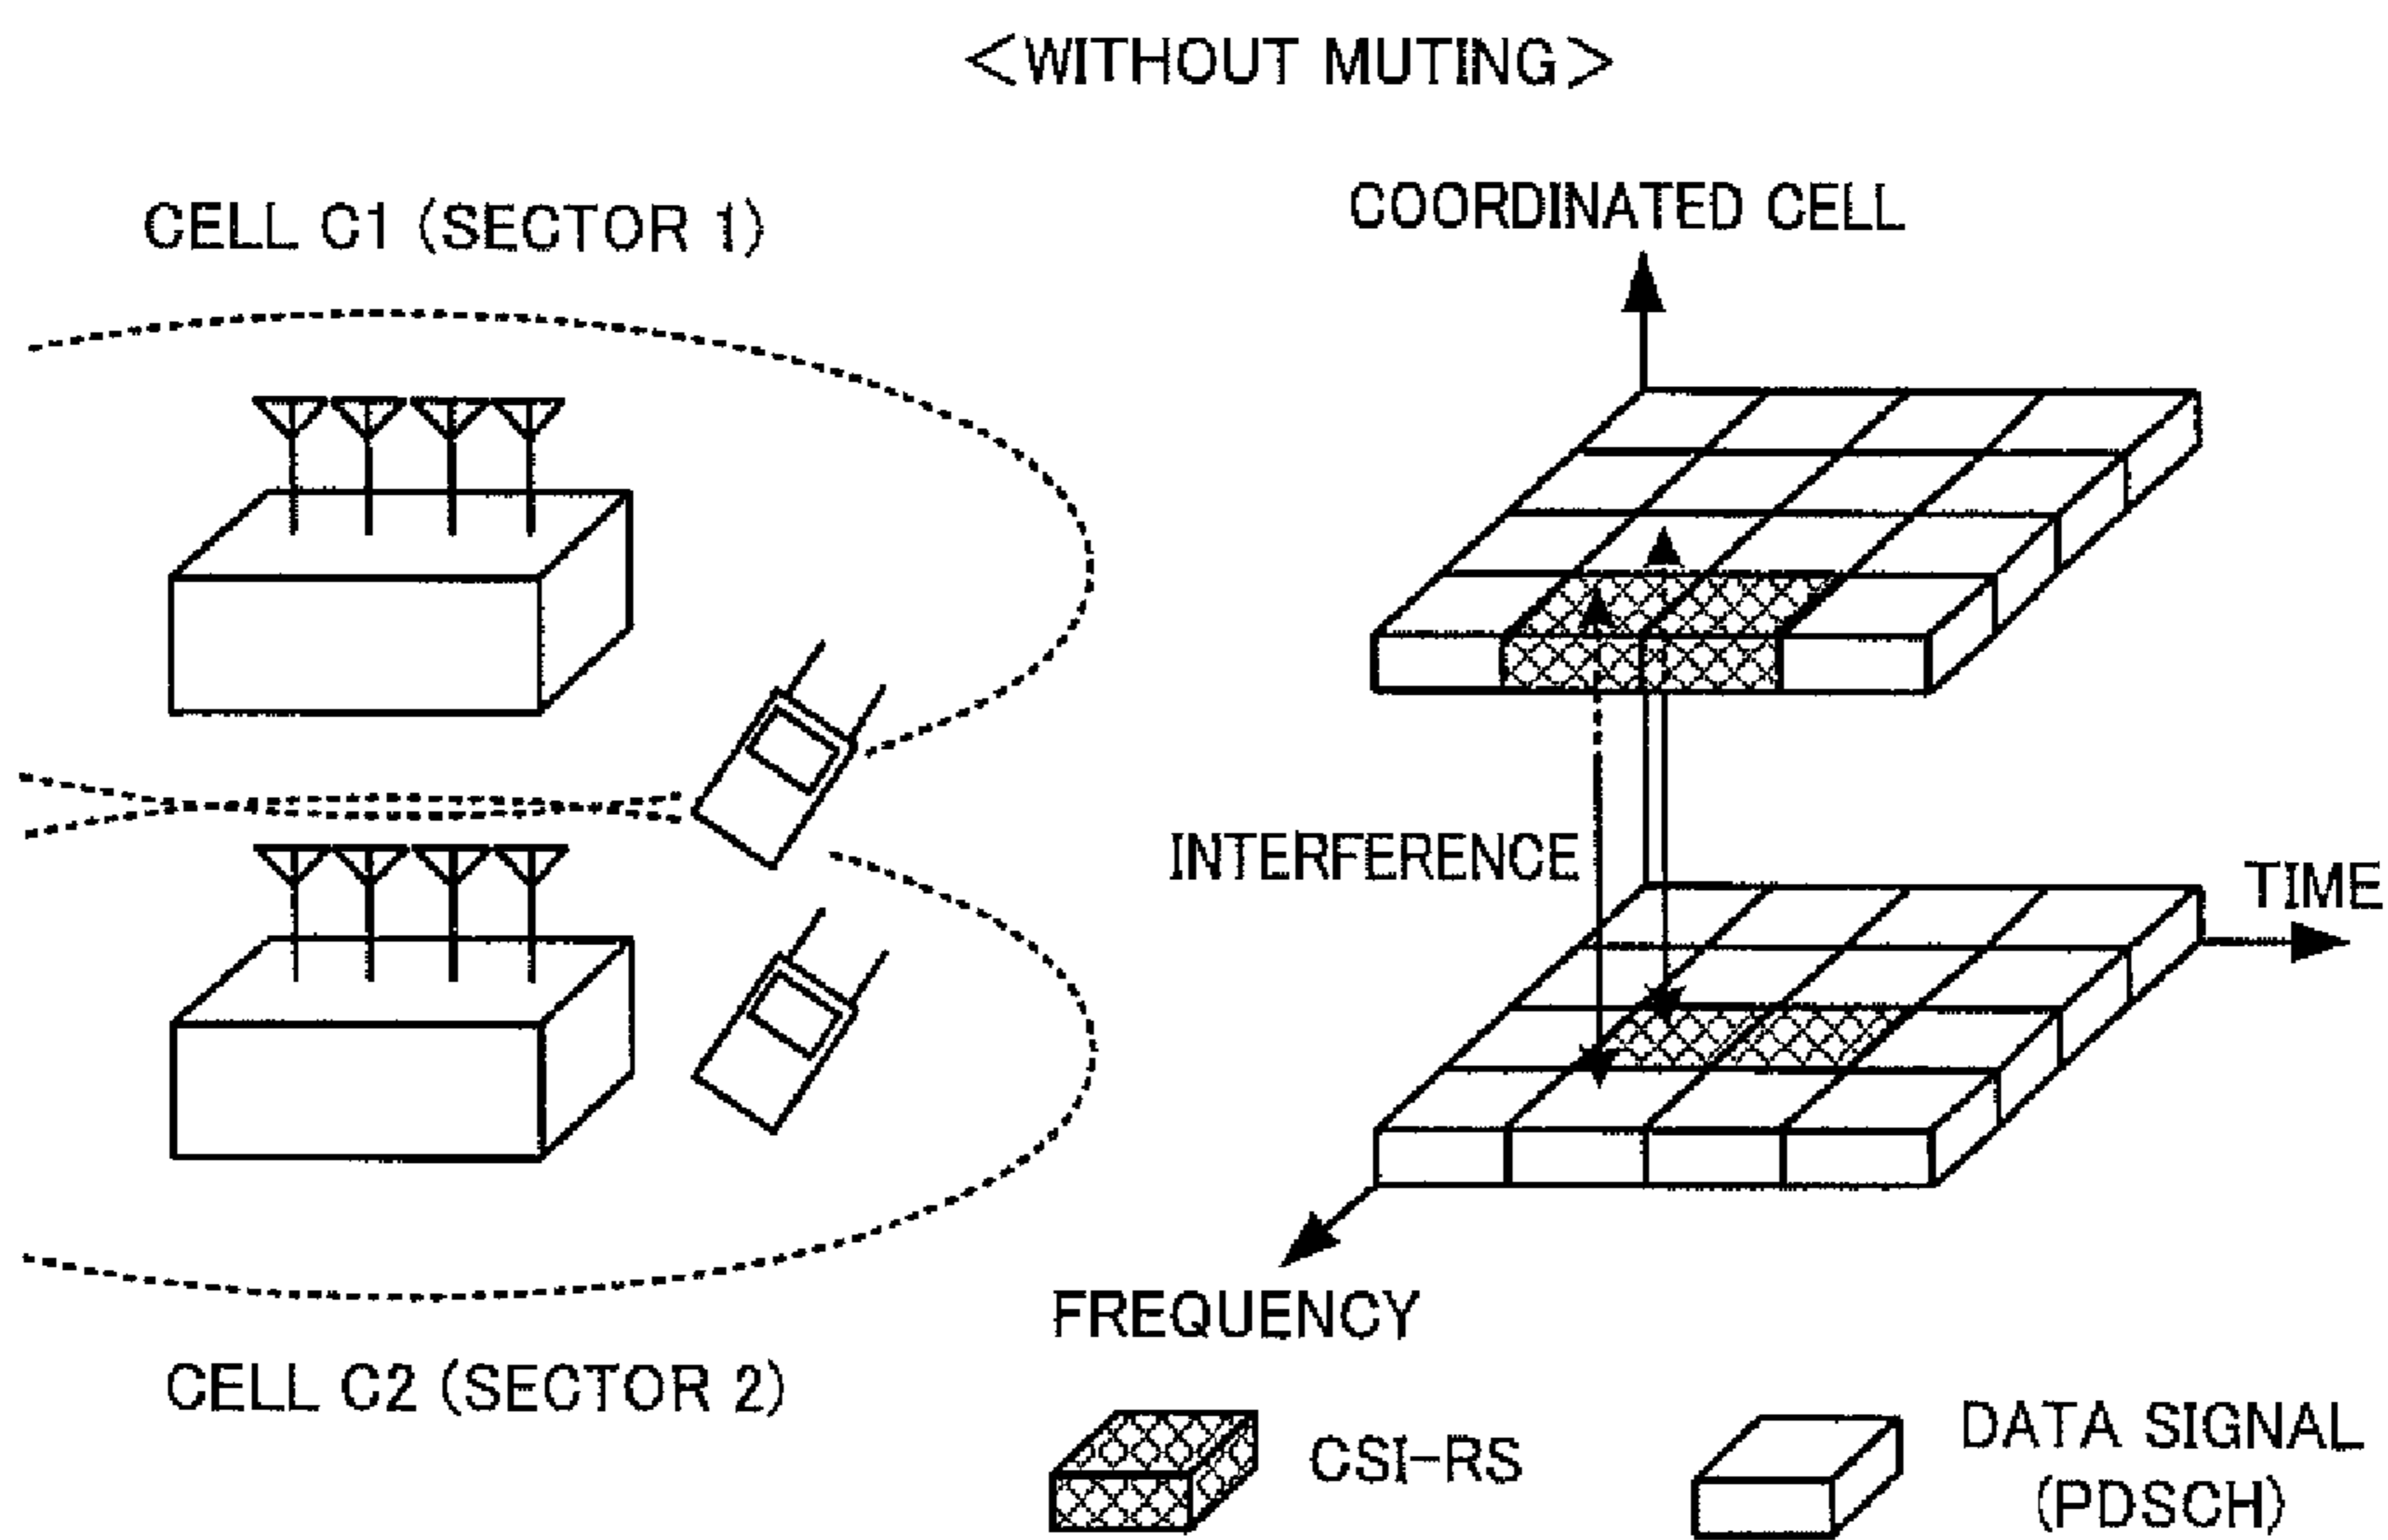 <WITHOUT MUTING>
CELL C1 (SECTOR 1)
COORDINATED CELL
INTERFERENCE
TIME
FREQUENCY
CELL C2 (SECTOR 2)
CSI-RS
DATA SIGNAL
(PDSCH)